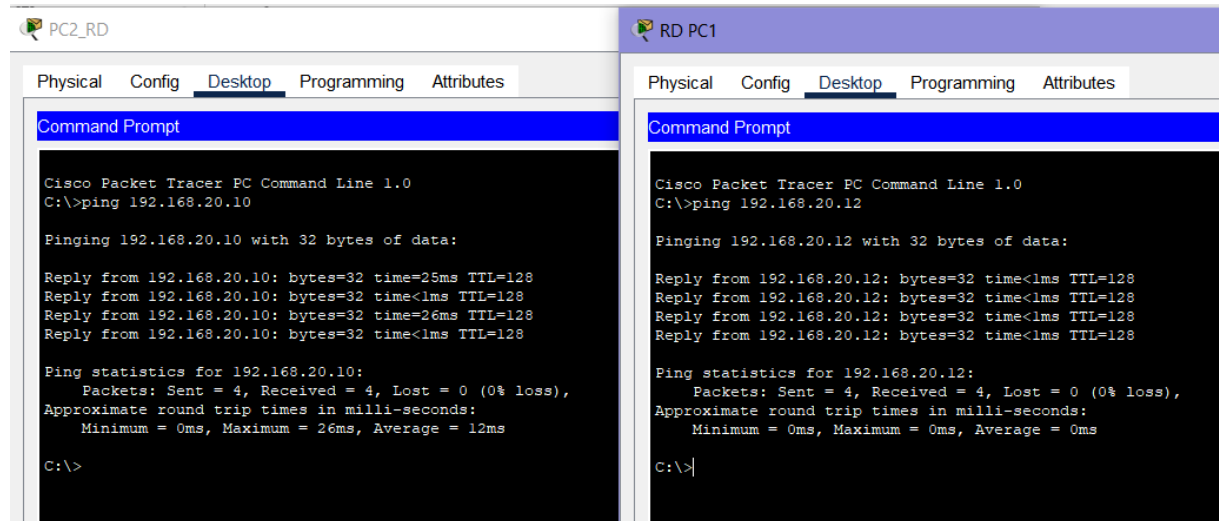 PC2_RD
Physical Config Desktop Programming Attributes
Command Prompt
Cisco Packet Tracer PC Command Line 1.0
C:\>ping 192.168.20.10
Pinging 192.168.20.10 with 32 bytes of data:
Reply from 192.168.20.10: bytes=32 time=25ms TTL=128
Reply from 192.168.20.10: bytes=32 time<1ms TTL=128
Reply from 192.168.20.10: bytes=32 time=26ms TTL=128
Reply from 192.168.20.10: bytes=32 time<1ms TTL=128
Ping statistics for 192.168.20.10:
Packets: Sent = 4, Received = 4, Lost = 0 (0% loss),
Approximate round trip times in milli-seconds:
Minimum = 0ms, Maximum = 26ms, Average = 12ms
C:\>
RD PC1
Physical Config Desktop Programming Attributes
Command Prompt
Cisco Packet Tracer PC Command Line 1.0
C:\>ping 192.168.20.12
Pinging 192.168.20.12 with 32 bytes of data:
Reply from 192.168.20.12: bytes=32 time<1ms TTL=128
Reply from 192.168.20.12: bytes=32 time<1ms TTL=128
Reply from 192.168.20.12: bytes=32 time<1ms TTL=128
Reply from 192.168.20.12: bytes=32 time<1ms TTL=128
Ping statistics for 192.168.20.12:
Packets: Sent = 4, Received = 4, Lost = 0 (0% loss),
Approximate round trip times in milli-seconds:
Minimum = 0ms, Maximum = 0ms, Average = 0ms
C:\>